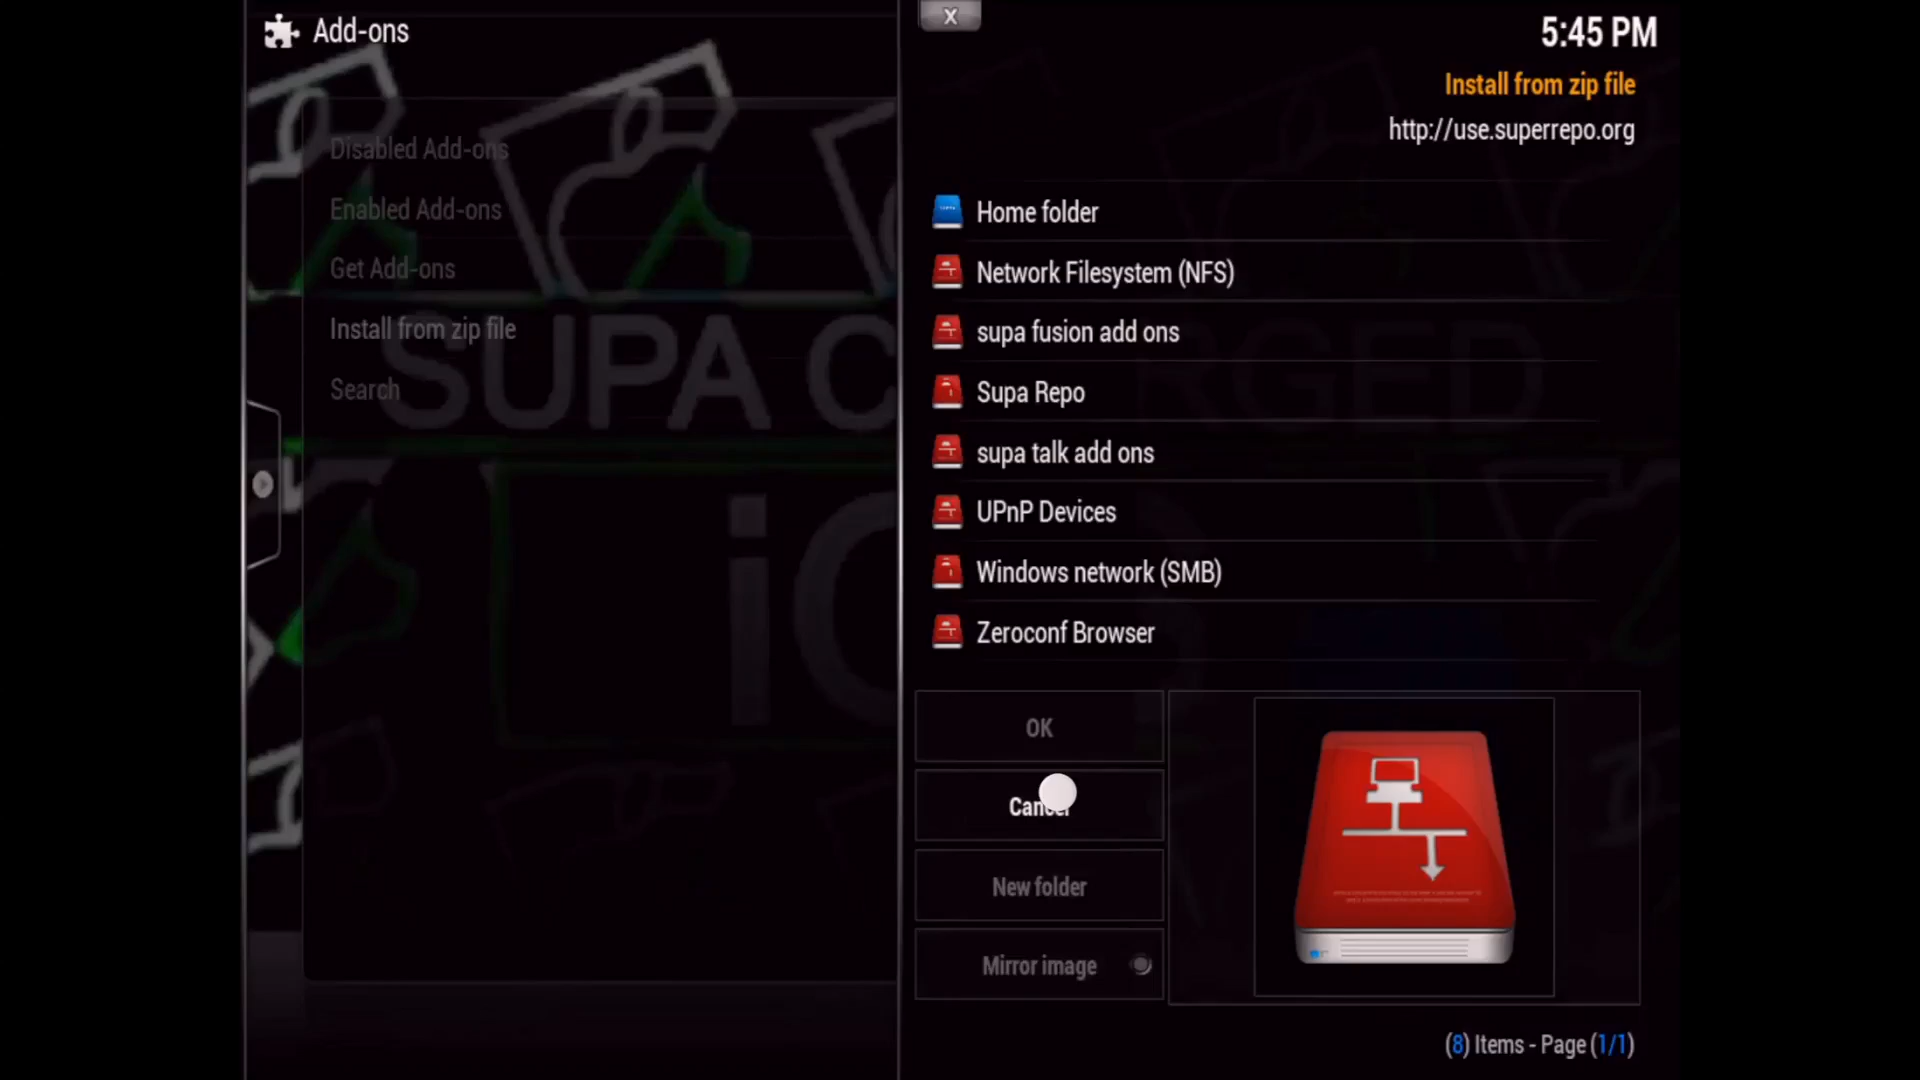 Add-ons
X
5:45 PM
Install from zip file
http://use.superrepo.org
Disabled Add-ons
Enabled Add-ons
Get Add-ons
Install from zip file
Search
SUPA C RGED
iO
Home folder
Network Filesystem (NFS)
supa fusion add ons
Supa Repo
supa talk add ons
UPnP Devices
Windows network (SMB)
Zeroconf Browser
OK
Cancel
New folder
Mirror image
(8) Items - Page (1/1)